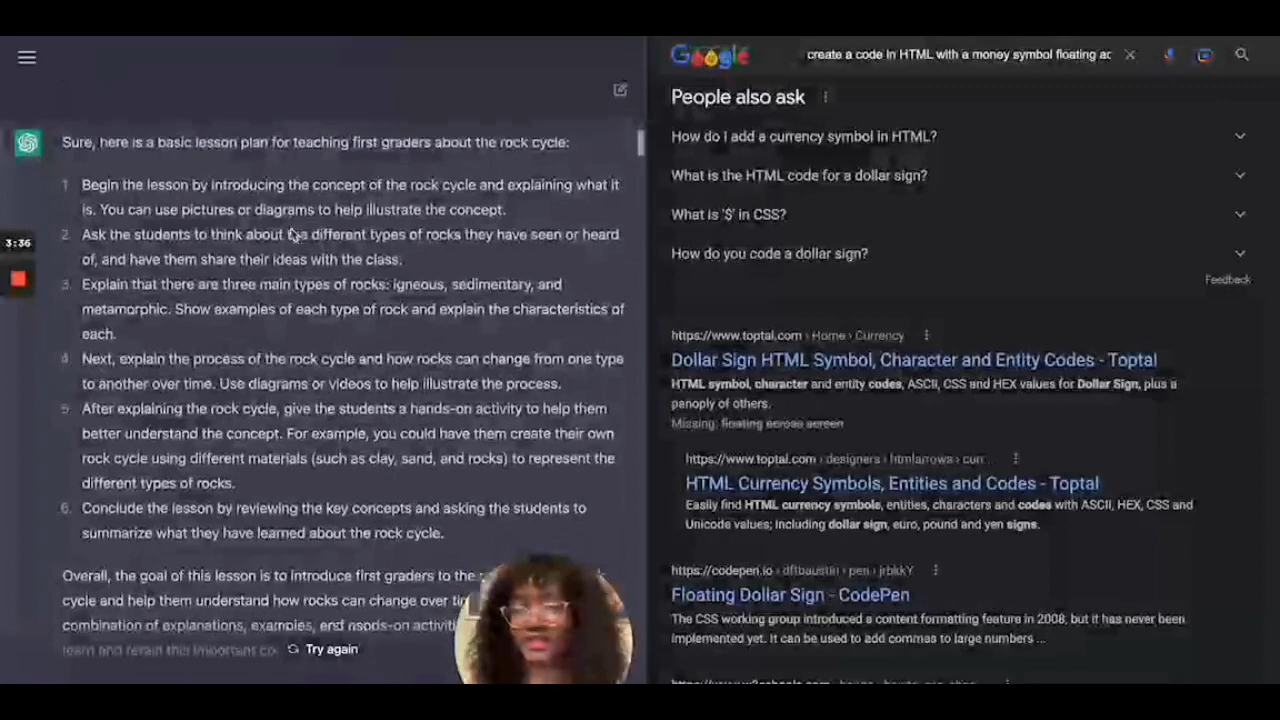 Sure, here is a basic lesson plan for teaching first graders about the rock cycle:
1 Begin the lesson by introducing the concept of the rock cycle and explaining what it
is. You can use pictures or diagrams to help illustrate the concept.
2 Ask the students to think about the different types of rocks they have seen or heard
of, and have them share their ideas with the class.
3 Explain that there are three main types of rocks: igneous, sedimentary, and
metamorphic. Show examples of each type of rock and explain the characteristics of
each.
4 Next, explain the process of the rock cycle and how rocks can change from one type
to another over time. Use diagrams or videos to help illustrate the process.
5 After explaining the rock cycle, give the students a hands-on activity to help them
better understand the concept. For example, you could have them create their own
rock cycle using different materials (such as clay, sand, and rocks) to represent the
different types of rocks.
6 Conclude the lesson by reviewing the key concepts and asking the students to
summarize what they have learned about the rock cycle.
Overall, the goal of this lesson is to introduce first graders to the
cycle and help them understand how rocks can change over
combination of explanations, examples, and
learn and retain this important
Try again
3:36
Google
create a code in HTML with a money symbol floating ac
People also ask
How do I add a currency symbol in HTML?
What is the HTML code for a dollar sign?
What is '$' in CSS?
How do you code a dollar sign?
Feedback
https://www.toptal.com › Home › Currency
Dollar Sign HTML Symbol, Character and Entity Codes - Toptal
HTML symbol, character and entity codes, ASCII, CSS and HEX values for Dollar Sign, plus a
panoply of others.
Missing: floating across screen
https://www.toptal.com › designers › htmlarrows › curr...
HTML Currency Symbols, Entities and Codes - Toptal
Easily find HTML currency symbols, entities, characters and codes with ASCII, HEX, CSS and
Unicode values; including dollar sign, euro, pound and yen signs.
https://codepen.io › dftbaustin › pen
Floating Dollar Sign - CodePen
The CSS working group introduced a content formatting feature in 2008, but it has never been
implemented yet. It can be used to add commas to large numbers ...